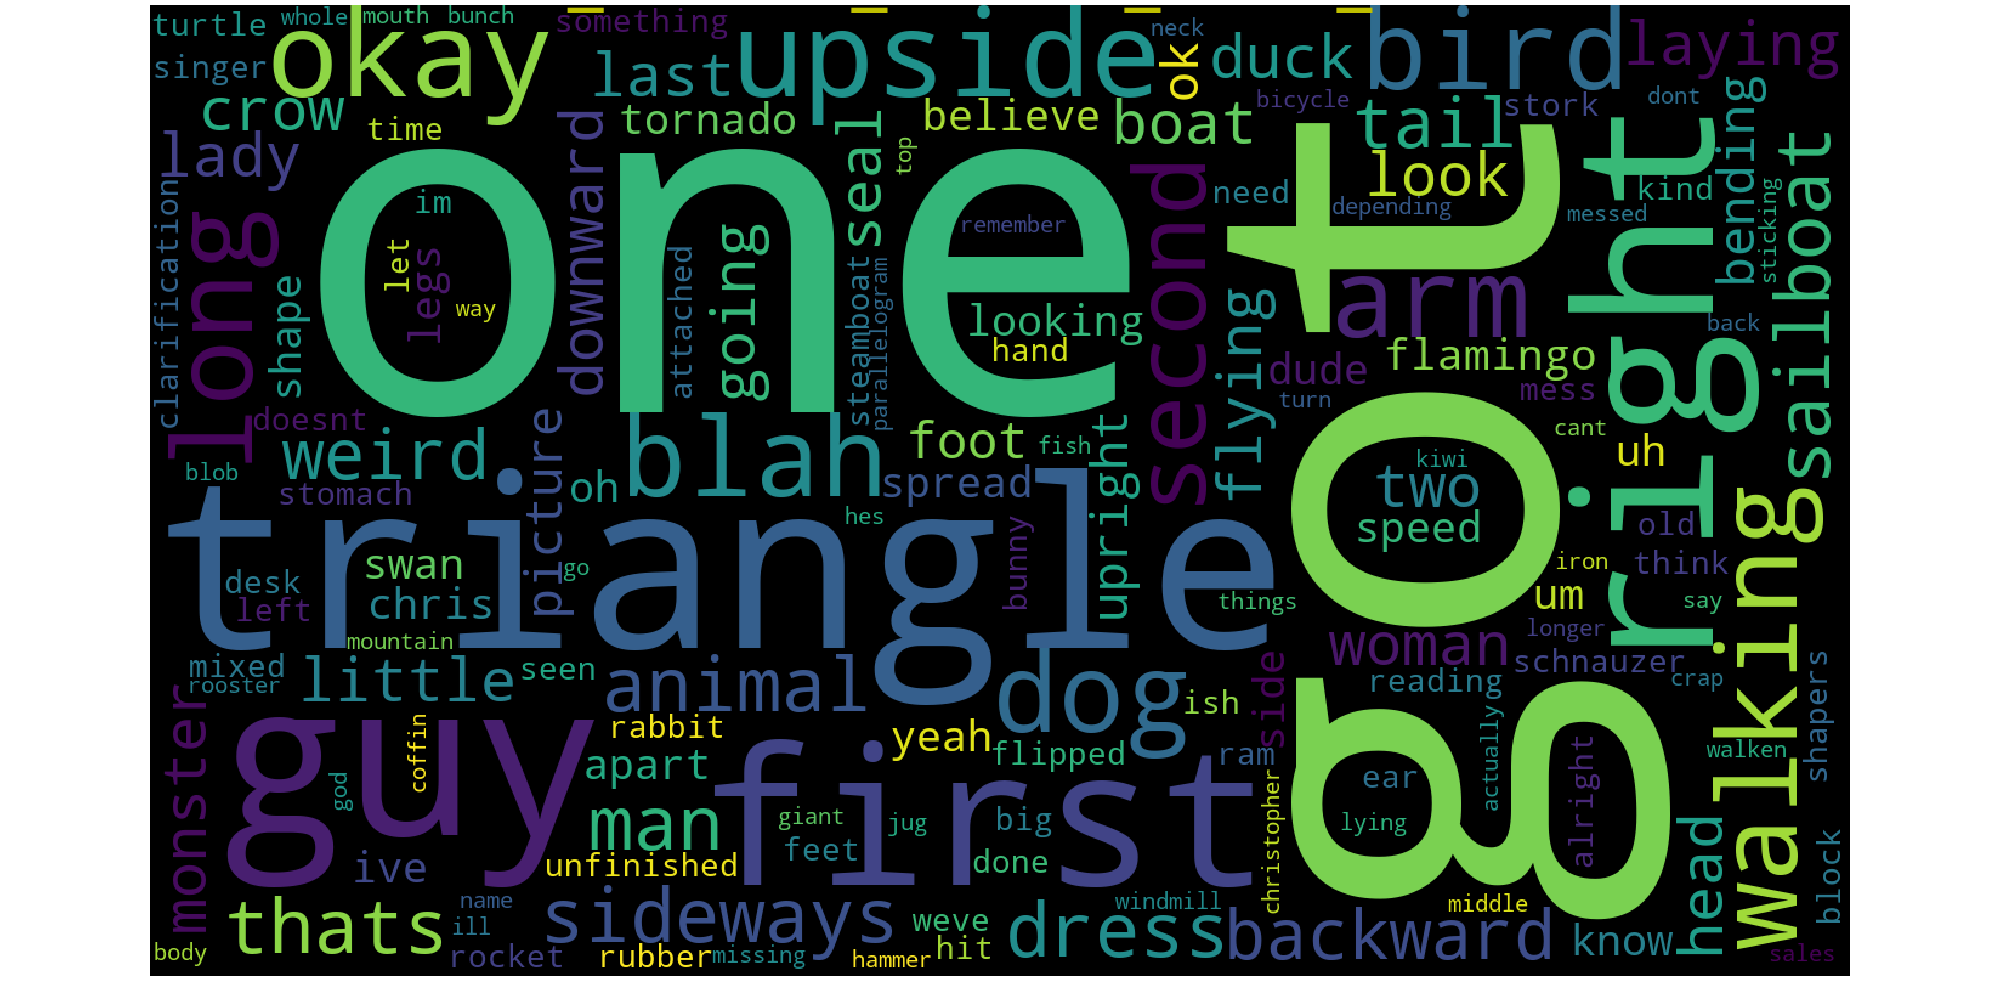 turtle whole mouth bunch something upside neck bird laying
singer okay last ok duck
crow time tornado believe boat bicycle tail stork dont bending
lady one downward seal top second look kind
clarification im remember need depending messed sticking sailboat
long let legs way attached going steamboat parallelogram looking hand flying arm right back
shape got flamingo
dude mess turn
doesnt picture blah foot fish upright cant
weird oh spread kiwi two uh
blob stomach hes speed old
triangle bunny
swan go iron think walking
desk chris things um say
left mountain woman longer
mixed little seen animal dog side schnauzer shapers
rooster ish reading crap
monster guy coffin rabbit yeah flipped ram actually walken
god apart first ear alright
man giant jug big christopher lying head block
ive unfinished feet done
thats name sideways weve dress windmill middle backward know
ill hit
body rocket rubber missing hammer sales